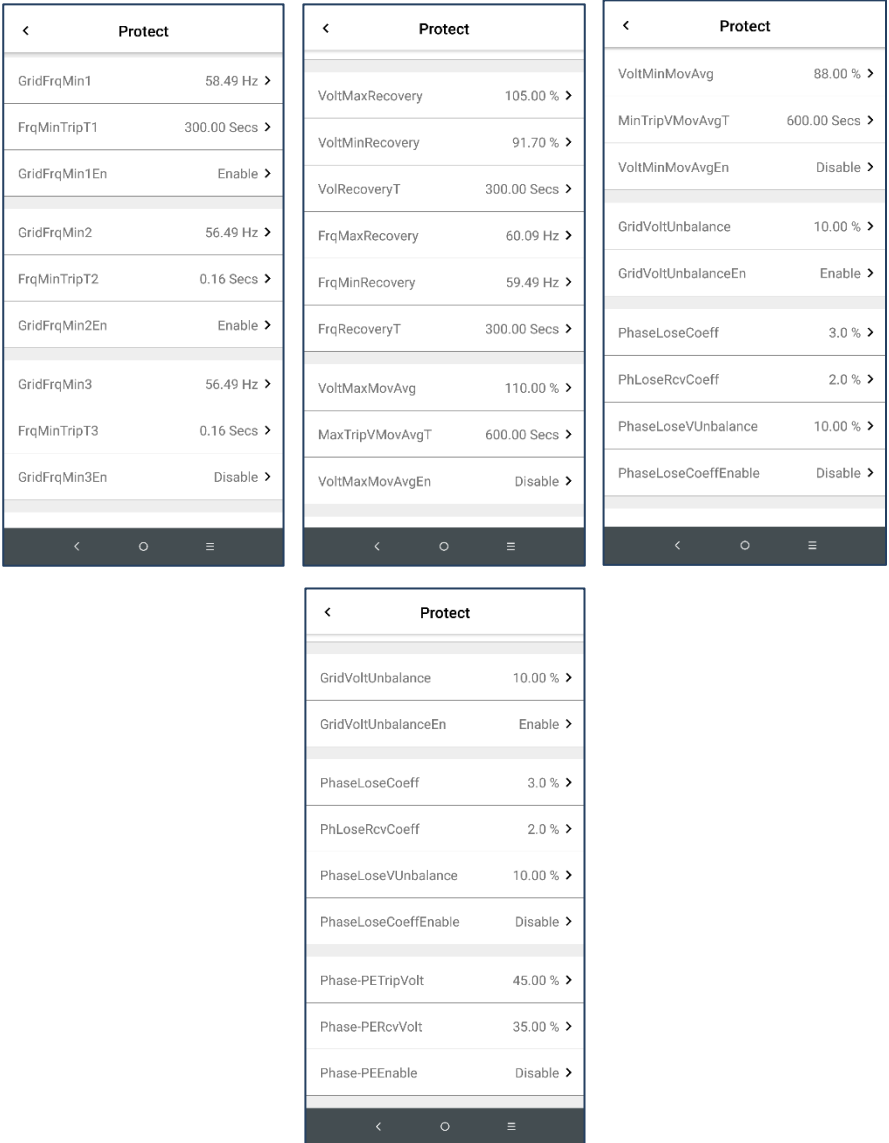 Protect
GridFrqMin1 58.49 Hz
FrqMinTripT1 300.00 Secs
GridFrqMin1En Enable
GridFrqMin2 56.49 Hz
FrqMinTripT2 0.16 Secs
GridFrqMin2En Enable
GridFrqMin3 56.49 Hz
FrqMinTripT3 0.16 Secs
GridFrqMin3En Disable
Protect
VoltMaxRecovery 105.00 %
VoltMinRecovery 91.70 %
VolRecoveryT 300.00 Secs
FrqMaxRecovery 60.09 Hz
FrqMinRecovery 59.49 Hz
FrqRecoveryT 300.00 Secs
VoltMaxMovAvg 110.00 %
MaxTripVMovAvgT 600.00 Secs
VoltMaxMovAvgEn Disable
Protect
VoltMinMovAvg 88.00 %
MinTripVMovAvgT 600.00 Secs
VoltMinMovAvgEn Disable
GridVoltUnbalance 10.00 %
GridVoltUnbalanceEn Enable
PhaseLoseCoeff 3.0 %
PhLoseRcvCoeff 2.0 %
PhaseLoseVUnbalance 10.00 %
PhaseLoseCoeffEnable Disable
Protect
GridVoltUnbalance 10.00 %
GridVoltUnbalanceEn Enable
PhaseLoseCoeff 3.0 %
PhLoseRcvCoeff 2.0 %
PhaseLoseVUnbalance 10.00 %
PhaseLoseCoeffEnable Disable
Phase-PETripVolt 45.00 %
Phase-PERcvVolt 35.00 %
Phase-PEEnable Disable